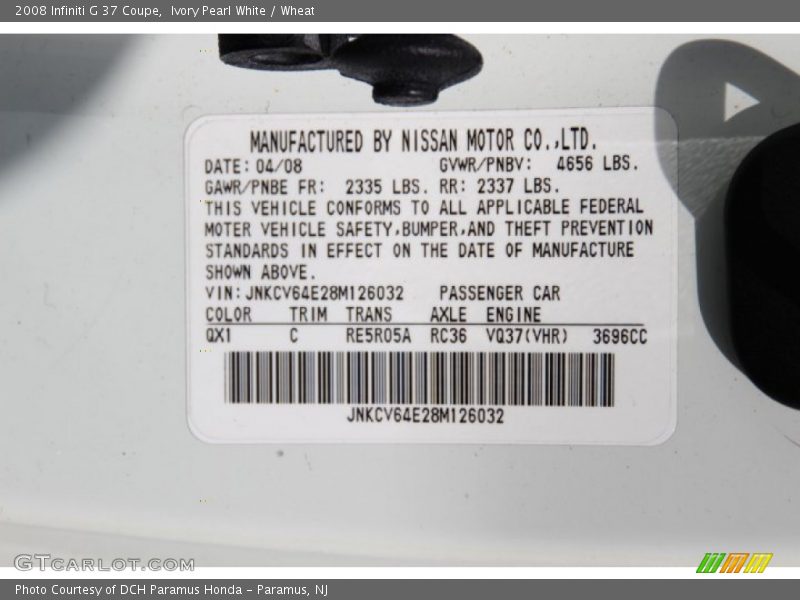 2008 Infiniti G 37 Coupe,  Ivory Pearl White / Wheat
MANUFACTURED BY NISSAN MOTOR CO.,LTD.
DATE: 04/08 GVWR/PNBV: 4656 LBS.
GAWR/PNBE FR: 2335 LBS. RR: 2337 LBS.
THIS VEHICLE CONFORMS TO ALL APPLICABLE FEDERAL
MOTER VEHICLE SAFETY,BUMPER,AND THEFT PREVENTION
STANDARDS IN EFFECT ON THE DATE OF MANUFACTURE
SHOWN ABOVE.
VIN: JNKCV64E28M126032 PASSENGER CAR
COLOR TRIM TRANS AXLE ENGINE
QX1 C RE5R05A RC36 VQ37(VHR) 3696CC
JNKCV64E28M126032
GTCARLOT.COM
Photo Courtesy of DCH Paramus Honda - Paramus, NJ